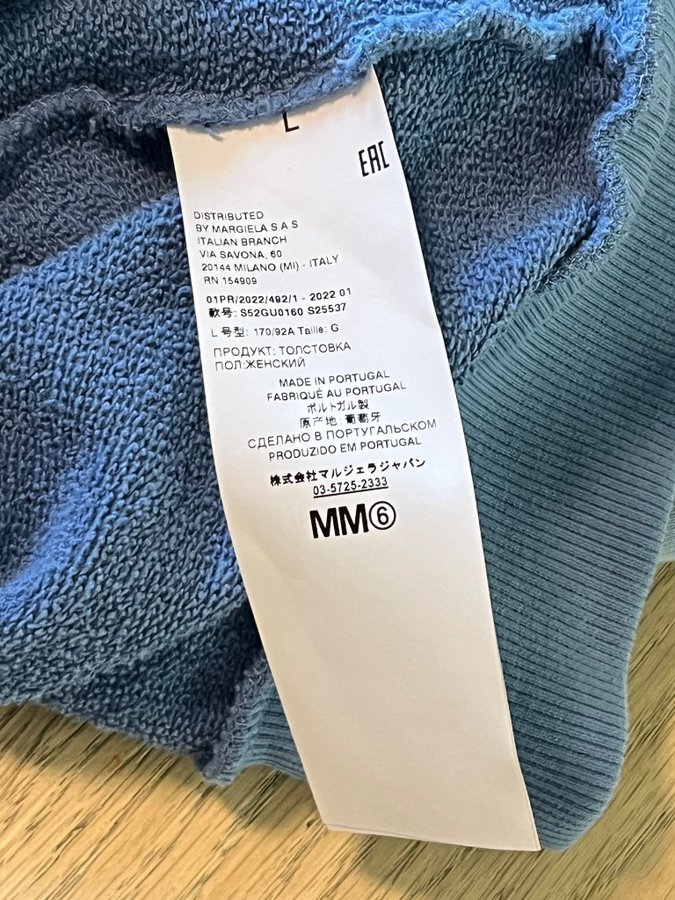 L
EAC
DISTRIBUTED
BY MARGIELA S.A.S
ITALIAN BRANCH
VIA SAVONA, 60
20144 MILANO (MI) - ITALY
RN 154909
01PR/2022/492/1 - 2022 01
款号: S52GU0160 S25537
L 号型: 170/92A Taille: G
ПРОДУКТ: ТОЛСТОВКА
ПОЛ:ЖЕНСКИЙ
MADE IN PORTUGAL
FABRIQUÉ AU PORTUGAL
ポルトガル製
原产地: 葡萄牙
СДЕЛАНО В ПОРТУГАЛЬСКОМ
PRODUZIDO EM PORTUGAL
株式会社マルジェラジャパン
03-5725-2333
MM⑥